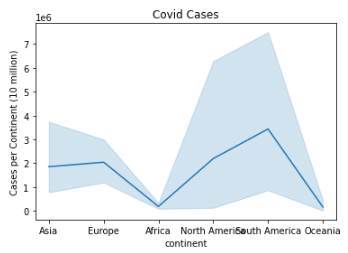 Covid Cases
1e6
7
6
5
4
3
2
1
0
Cases per Continent (10 million)
Asia Europe Africa North America South America Oceania
continent